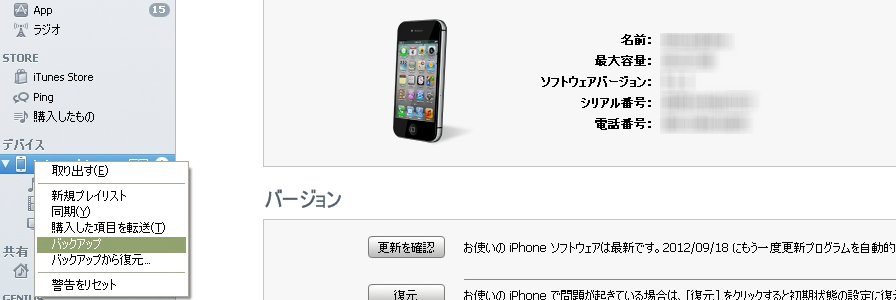 App 15
ラジオ
STORE
iTunes Store
Ping
購入したもの
デバイス
取り出す(E)
新規プレイリスト
同期(Y)
購入した項目を転送(T)
バックアップ
バックアップから復元...
警告をリセット
共有
名前：
最大容量：
ソフトウェアバージョン：
シリアル番号：
電話番号：
バージョン
更新を確認
お使いの iPhone ソフトウェアは最新です。2012/09/18 にもう一度更新プログラムを自動的
復元
お使いの iPhone で問題が起きている場合は、[復元] をクリックすると初期状態の設定に復